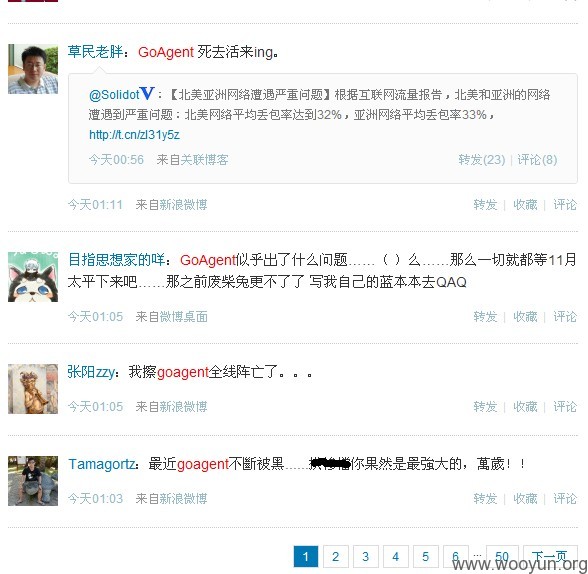 草民老胖：GoAgent 死去活来ing。
@Solidot V：【北美亚洲网络遭遇严重问题】根据互联网流量报告，北美和亚洲的网络
遭遇到严重问题：北美网络平均丢包率达到32%，亚洲网络平均丢包率33%，
http://t.cn/zl31y5z
今天00:56 来自关联博客 转发(23) | 评论(8)
今天01:11 来自新浪微博 转发 | 收藏 | 评论
目指思想家的咩：GoAgent似乎出了什么问题……（ ）么……那么一切就都等11月
太平下来吧……那之前废柴兔更不了了 写我自己的蓝本本去QAQ
今天01:05 来自微博桌面 转发 | 收藏 | 评论
张阳zzy：我擦goagent全线阵亡了。。。
今天01:05 来自新浪微博 转发 | 收藏 | 评论
Tamagortz：最近goagent不斷被黑……你果然是最強大的，萬歲！！
今天01:03 来自新浪微博 转发 | 收藏 | 评论
1 2 3 4 5 6 ... 50 下一页
www.wooyun.org